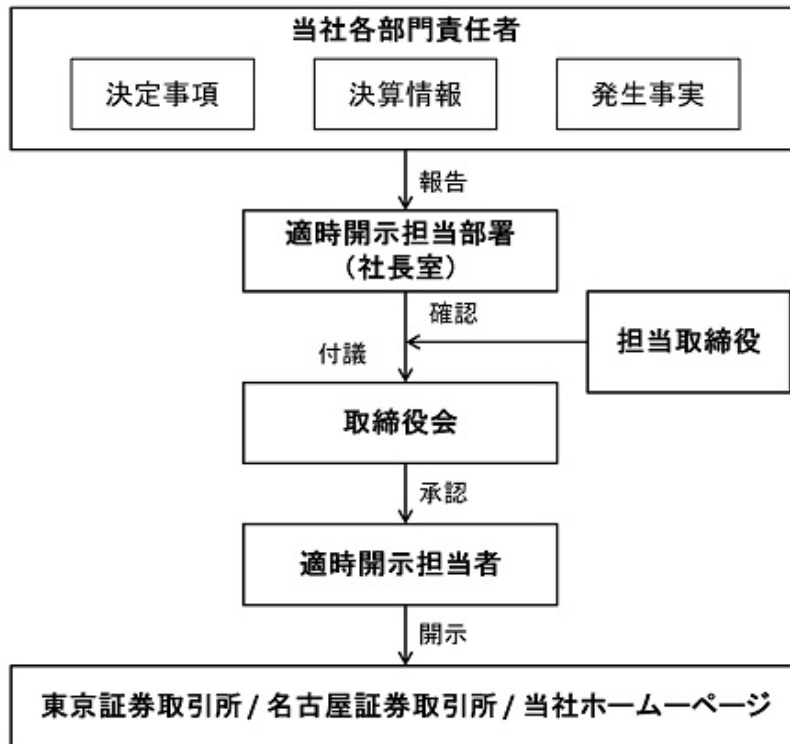 当社各部門責任者
決定事項
決算情報
発生事実
報告
適時開示担当部署
（社長室）
確認
担当取締役
付議
取締役会
承認
適時開示担当者
開示
東京証券取引所 / 名古屋証券取引所 / 当社ホームーページ